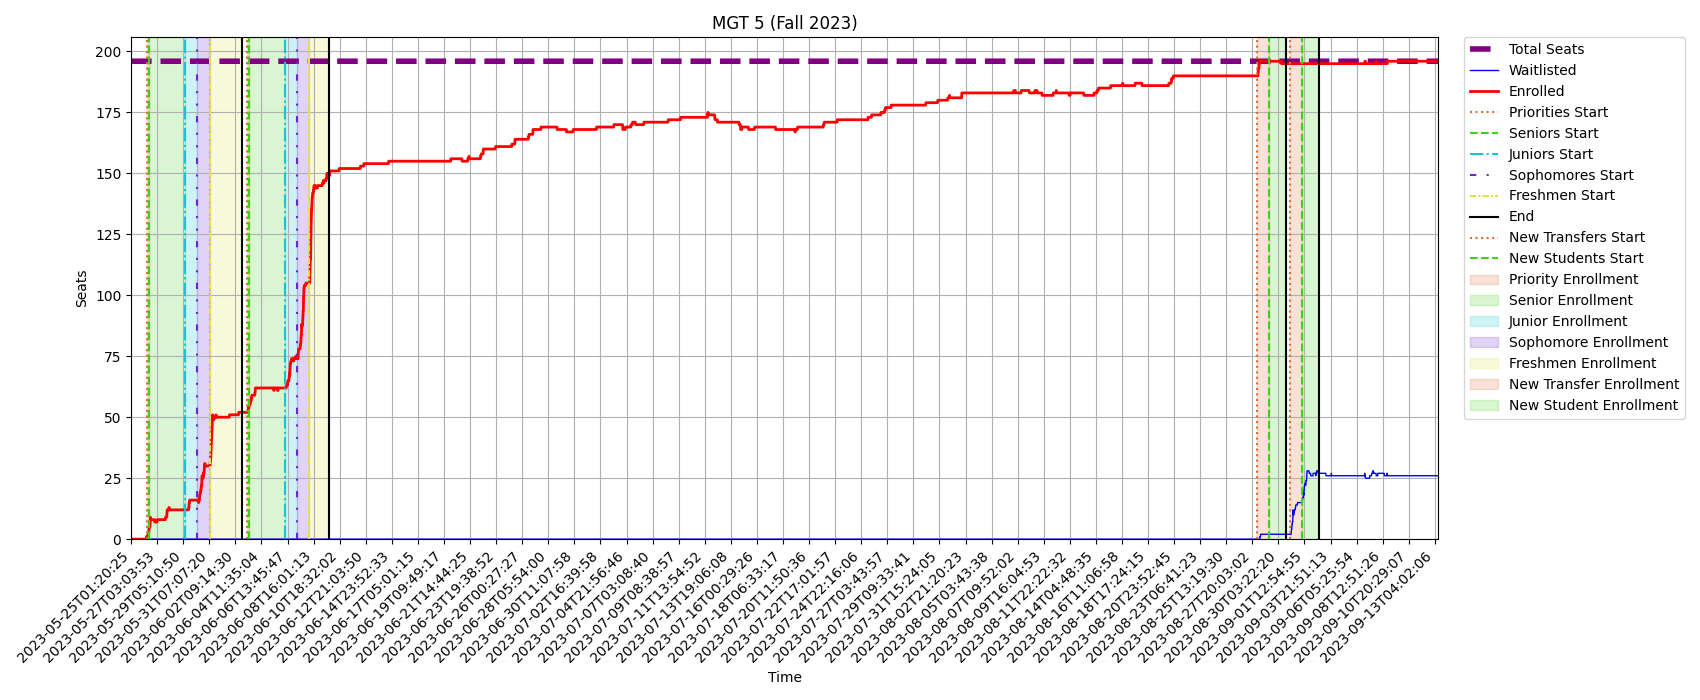 MGT 5 (Fall 2023)
200
175
150
125
100
75
50
25
0
Seats
2023-05-25T01:20:25
2023-05-27T03:03:53
2023-05-29T05:10:50
2023-05-31T07:07:20
2023-06-02T09:14:30
2023-06-04T11:35:04
2023-06-06T13:45:47
2023-06-08T16:01:13
2023-06-10T18:32:02
2023-06-12T21:03:50
2023-06-14T23:52:33
2023-06-17T05:01:15
2023-06-19T09:49:17
2023-06-21T14:44:25
2023-06-23T19:38:52
2023-06-26T00:27:27
2023-06-28T05:54:00
2023-06-30T11:07:58
2023-07-02T16:39:58
2023-07-04T21:56:46
2023-07-07T03:08:40
2023-07-09T08:38:57
2023-07-11T13:54:52
2023-07-13T19:06:08
2023-07-16T00:29:26
2023-07-18T06:33:17
2023-07-20T11:50:36
2023-07-22T17:01:57
2023-07-24T22:16:06
2023-07-27T03:43:57
2023-07-29T09:33:41
2023-07-31T15:24:05
2023-08-02T21:20:23
2023-08-05T03:43:38
2023-08-07T09:52:02
2023-08-09T16:04:53
2023-08-11T22:22:32
2023-08-14T04:48:35
2023-08-16T11:06:58
2023-08-18T17:24:15
2023-08-20T23:52:45
2023-08-23T06:41:23
2023-08-25T13:19:30
2023-08-27T20:03:02
2023-08-30T03:22:20
2023-09-01T12:54:55
2023-09-03T21:51:13
2023-09-06T05:25:54
2023-09-08T12:51:26
2023-09-10T20:29:07
2023-09-13T04:02:06
Time
Total Seats
Waitlisted
Enrolled
Priorities Start
Seniors Start
Juniors Start
Sophomores Start
Freshmen Start
End
New Transfers Start
New Students Start
Priority Enrollment
Senior Enrollment
Junior Enrollment
Sophomore Enrollment
Freshmen Enrollment
New Transfer Enrollment
New Student Enrollment